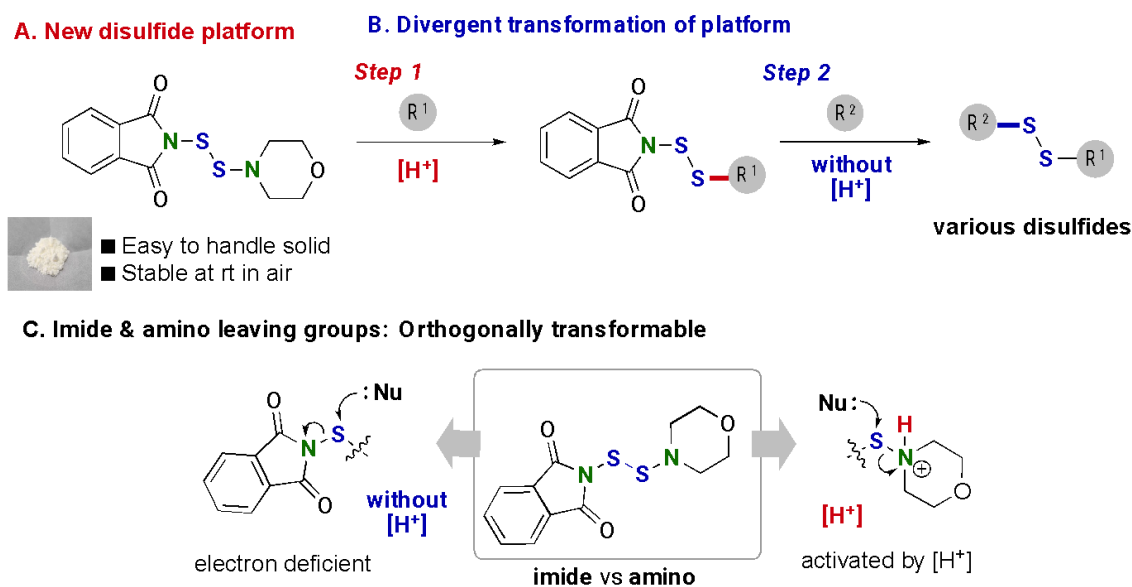 A. New disulfide platform
B. Divergent transformation of platform
Step 1
R1
[H+]
Step 2
R2
without
[H+]
O
N
S
S
N
O
O
O
N
S
S
R1
O
R2
S
S
R1
various disulfides
■ Easy to handle solid
■ Stable at rt in air
C. Imide & amino leaving groups: Orthogonally transformable
:Nu
O
N
S
O
without
[H+]
electron deficient
O
N
S
S
N
O
O
imide vs amino
Nu:
H
S
N
+
O
[H+]
activated by [H+]